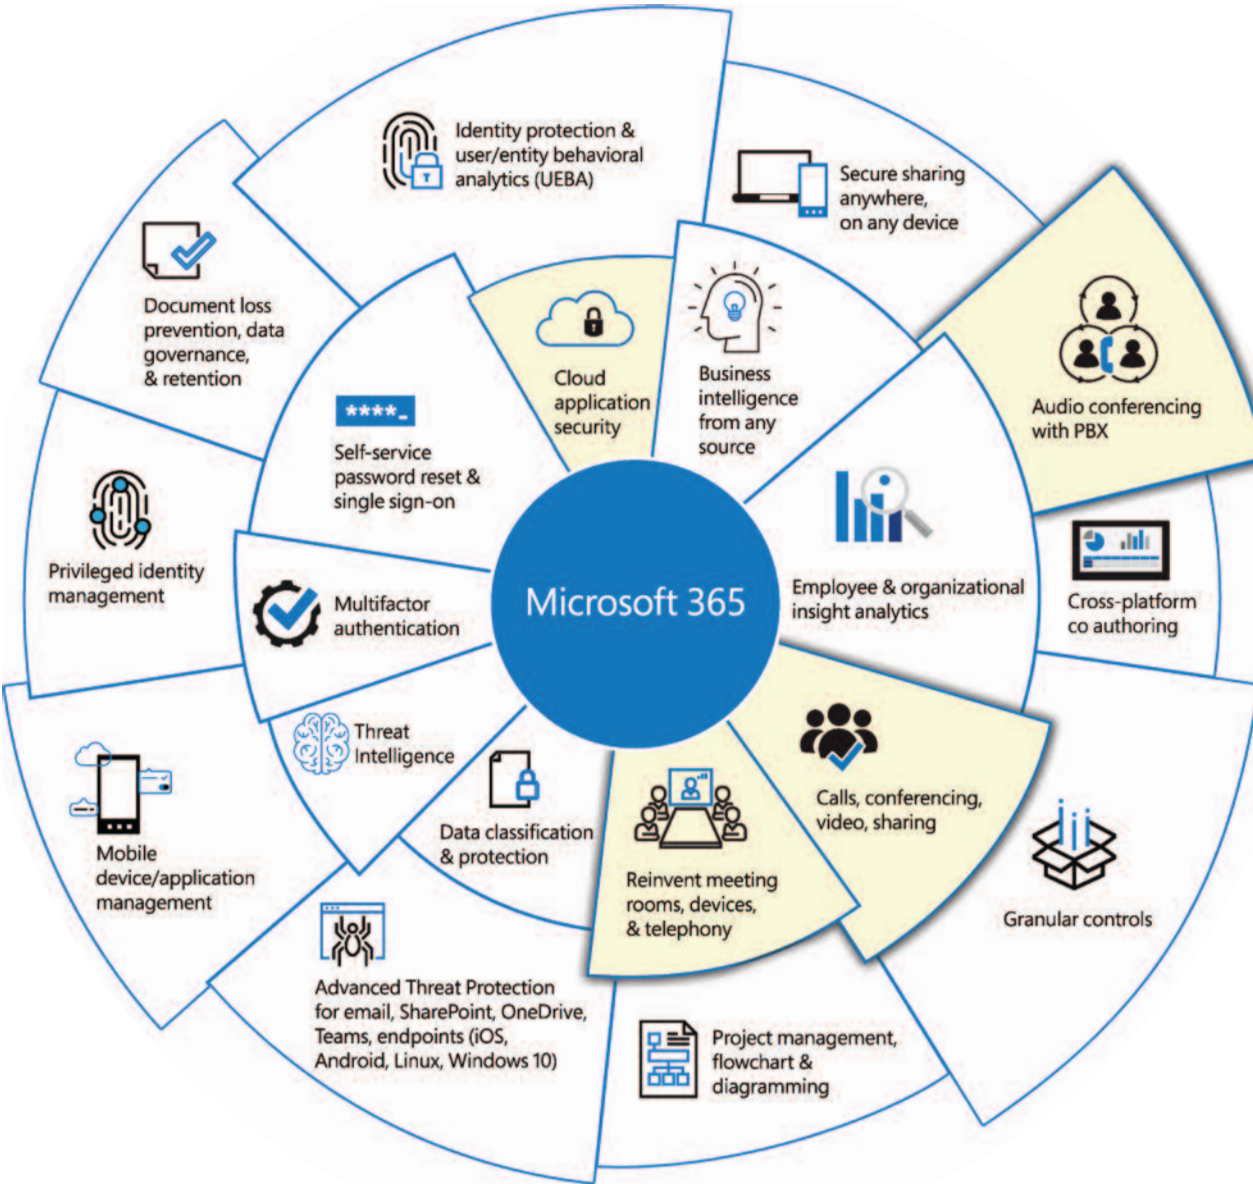 Identity protection &
user/entity behavioral
analytics (UEBA)
Secure sharing
anywhere,
on any device
Document loss
prevention, data
governance,
& retention
Cloud
application
security
Business
intelligence
from any
source
Audio conferencing
with PBX
****_
Self-service
password reset &
single sign-on
Privileged identity
management
Multifactor
authentication
Microsoft 365
Employee & organizational
insight analytics
Cross-platform
co authoring
Threat
Intelligence
Data classification
& protection
Calls, conferencing,
video, sharing
Mobile
device/application
management
Reinvent meeting
rooms, devices,
& telephony
Granular controls
Advanced Threat Protection
for email, SharePoint, OneDrive,
Teams, endpoints (iOS,
Android, Linux, Windows 10)
Project management,
flowchart &
diagramming